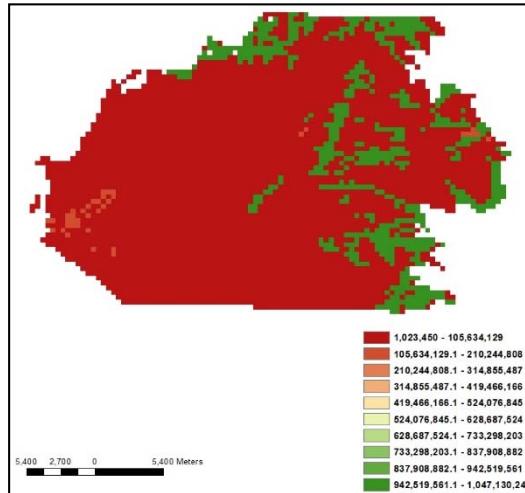 1,023,450 - 105,634,129
105,634,129.1 - 210,244,808
210,244,808.1 - 314,855,487
314,855,487.1 - 419,466,166
419,466,166.1 - 524,076,845
524,076,845.1 - 628,687,524
628,687,524.1 - 733,298,203
733,298,203.1 - 837,908,882
837,908,882.1 - 942,519,561
942,519,561.1 - 1,047,130,24
5,400 2,700 0 5,400 Meters